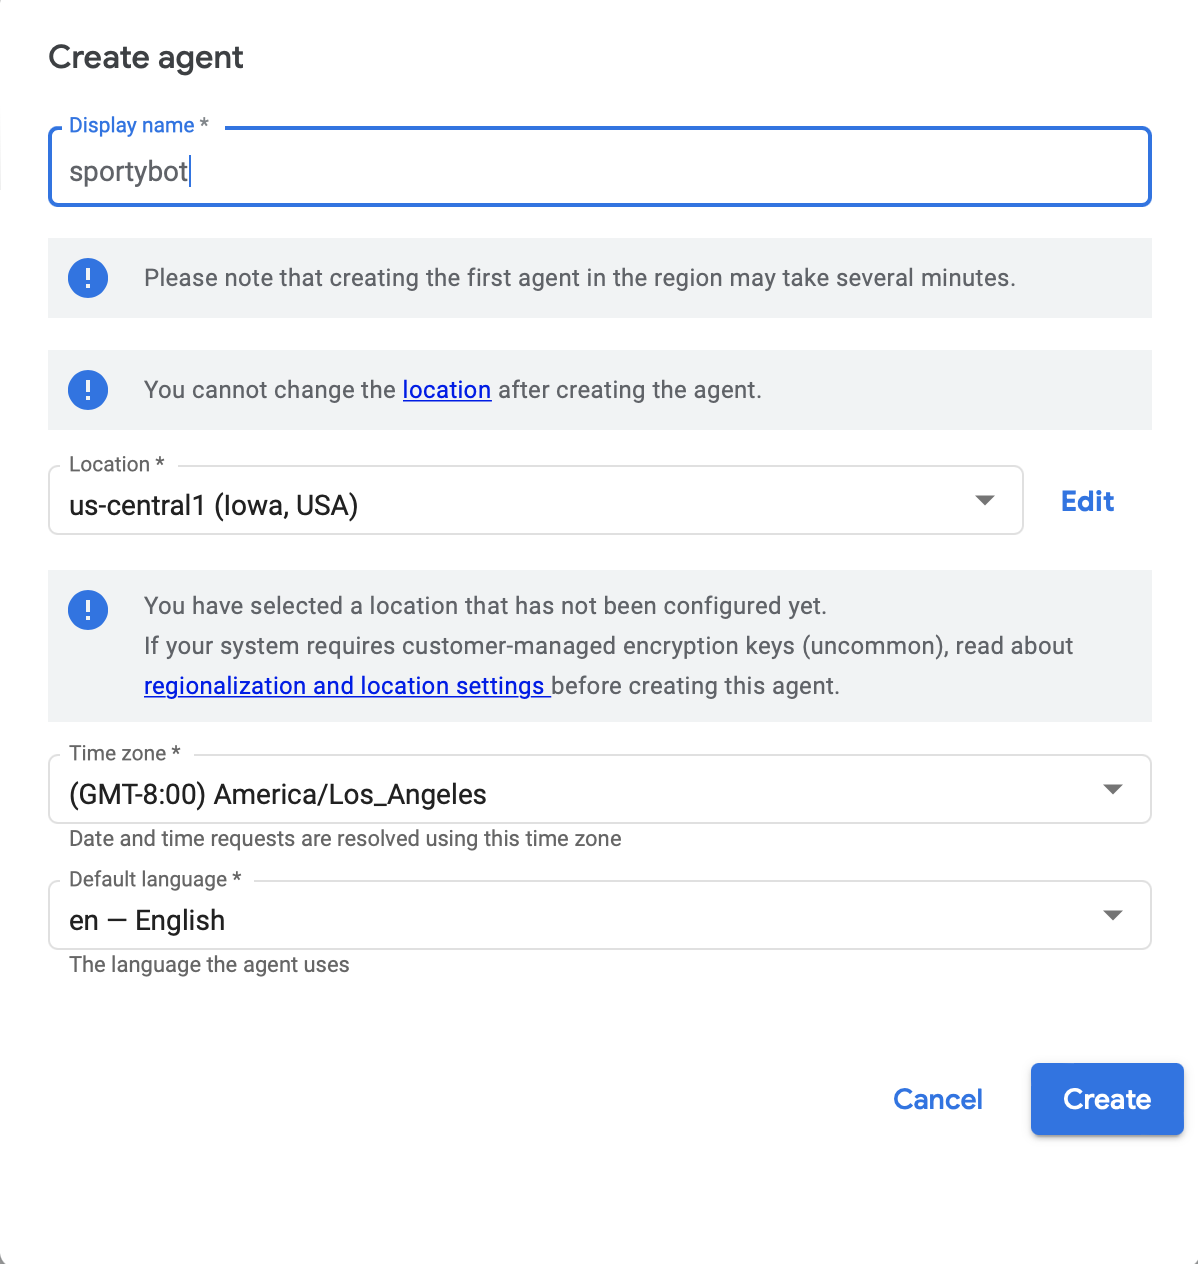 Create agent
Display name *
sportybot
! Please note that creating the first agent in the region may take several minutes.
! You cannot change the location after creating the agent.
Location *
us-central1 (Iowa, USA)
Edit
! You have selected a location that has not been configured yet.
If your system requires customer-managed encryption keys (uncommon), read about
regionalization and location settings before creating this agent.
Time zone *
(GMT-8:00) America/Los_Angeles
Date and time requests are resolved using this time zone
Default language *
en — English
The language the agent uses
Cancel
Create